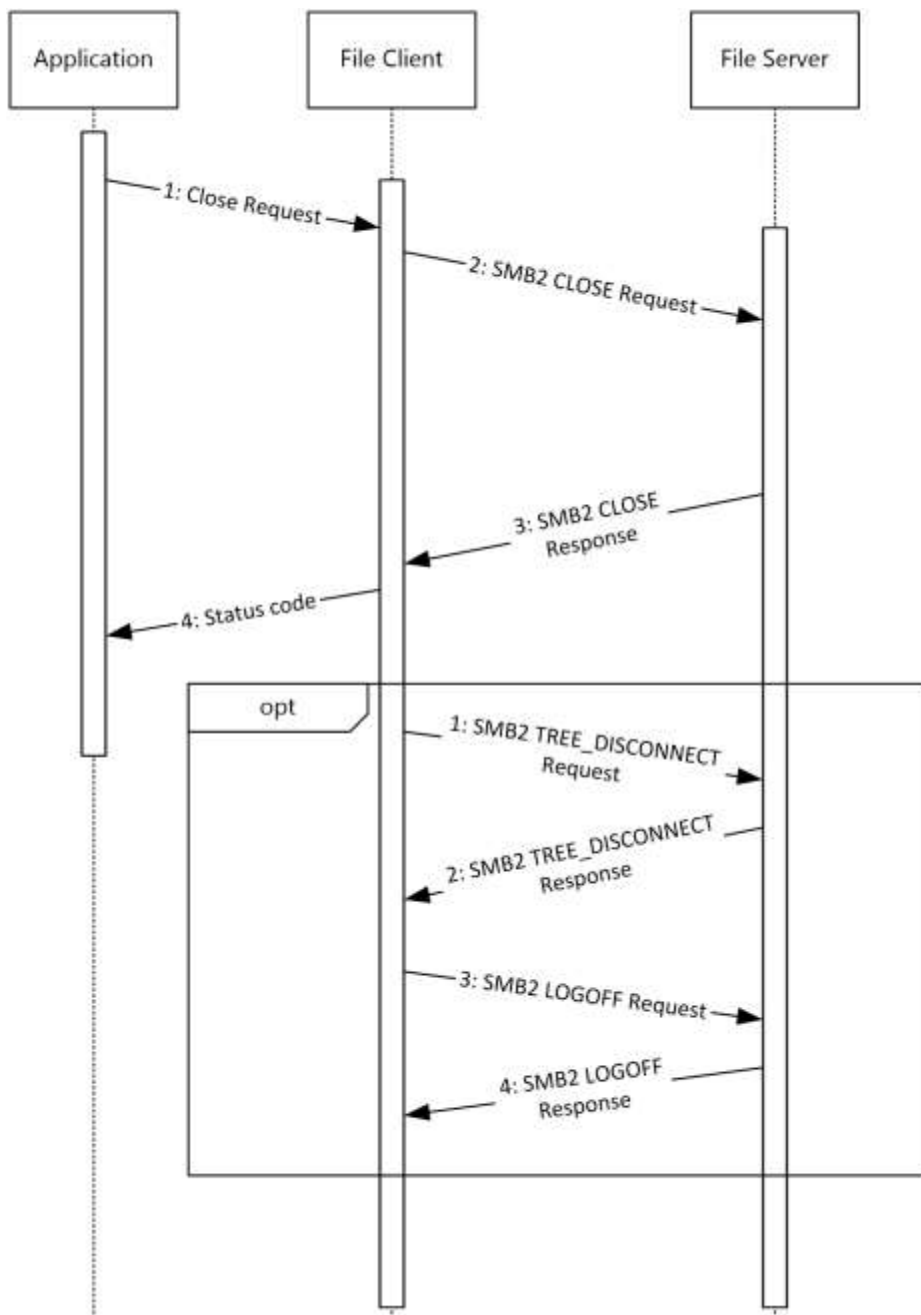 Application
File Client
File Server
1: Close Request
2: SMB2 CLOSE Request
3: SMB2 CLOSE
Response
4: Status code
opt
1: SMB2 TREE_DISCONNECT
Request
2: SMB2 TREE_DISCONNECT
Response
3: SMB2 LOGOFF Request
4: SMB2 LOGOFF
Response